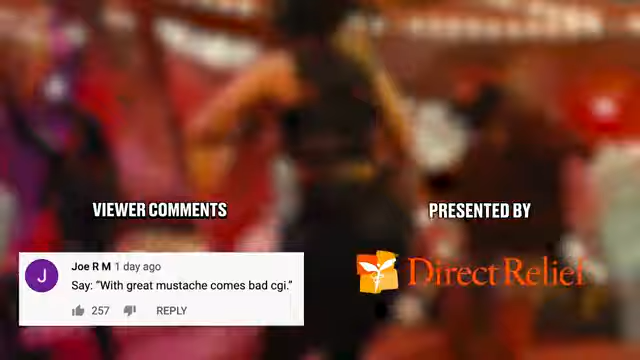 VIEWER COMMENTS
PRESENTED BY
J
Joe R M 1 day ago
Say: “With great mustache comes bad cgi.”
257 REPLY
Direct Relief